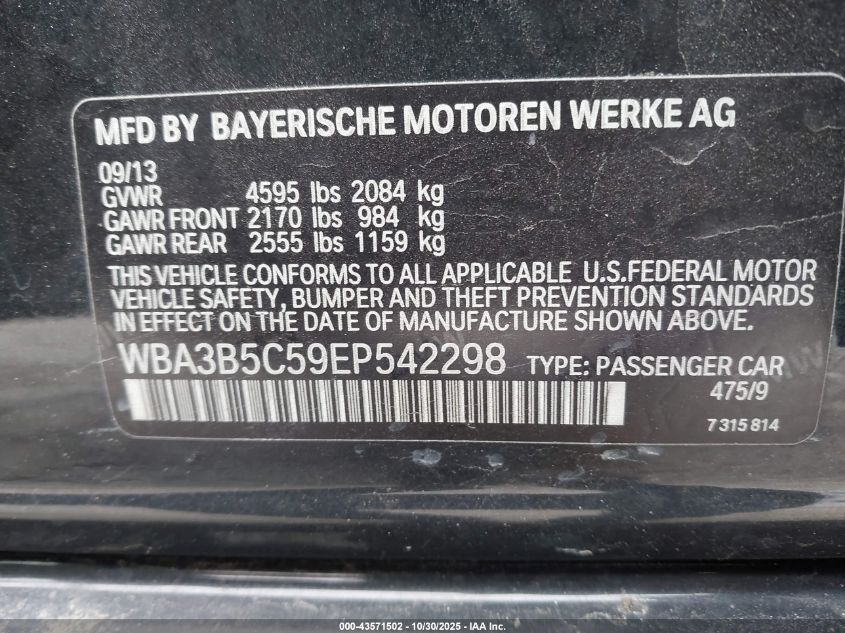 MFD BY BAYERISCHE MOTOREN WERKE AG
09/13
GVWR 4595 lbs 2084 kg
GAWR FRONT 2170 lbs 984 kg
GAWR REAR 2555 lbs 1159 kg
THIS VEHICLE CONFORMS TO ALL APPLICABLE U.S.FEDERAL MOTOR
VEHICLE SAFETY, BUMPER AND THEFT PREVENTION STANDARDS
IN EFFECT ON THE DATE OF MANUFACTURE SHOWN ABOVE.
WBA3B5C59EP542298 TYPE: PASSENGER CAR
475/9
7 315 814
000-43571502 - 10/30/2025 - IAA Inc.